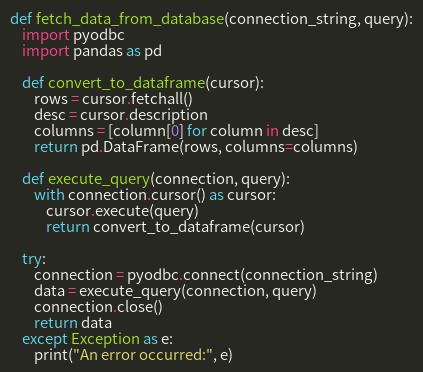 def fetch_data_from_database(connection_string, query):
    import pyodbc
    import pandas as pd

    def convert_to_dataframe(cursor):
        rows = cursor.fetchall()
        desc = cursor.description
        columns = [column[0] for column in desc]
        return pd.DataFrame(rows, columns=columns)

    def execute_query(connection, query):
        with connection.cursor() as cursor:
            cursor.execute(query)
            return convert_to_dataframe(cursor)

    try:
        connection = pyodbc.connect(connection_string)
        data = execute_query(connection, query)
        connection.close()
        return data
    except Exception as e:
        print("An error occurred:", e)